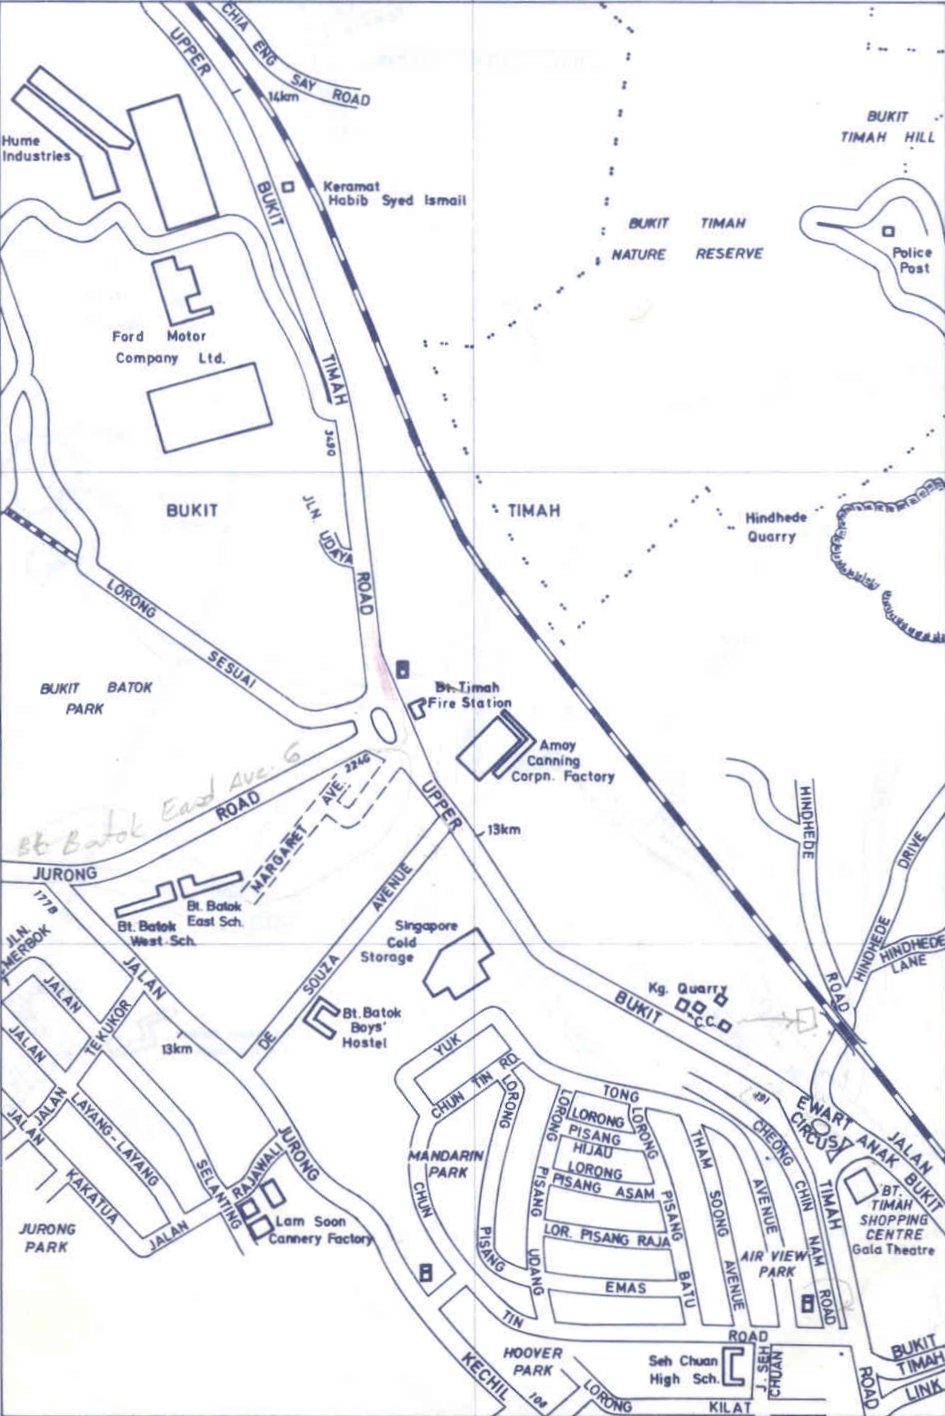 CHIA ENG SAY ROAD
UPPER
14km
Hume
Industries
BUKIT
TIMAH HILL
BUKIT
Keramat
Habib Syed Ismail
BUKIT TIMAH
NATURE RESERVE
Police
Post
Ford Motor
Company Ltd.
TIMAH
3490
BUKIT
TIMAH
JLN. UDAYA
Hindhede
Quarry
ROAD
LORONG
SESUAI
BUKIT BATOK
PARK
Bt. Timah
Fire Station
Amoy
Canning
Corpn. Factory
Bt Batok East Ave. 6
JURONG ROAD
MARGARET AVE.
224G
UPPER
13km
HINDHEDE
ROAD
HINDHEDE
DRIVE
HINDHEDE
LANE
177B
JLN.
Bt. Batok
West Sch.
Bt. Batok
East Sch.
DE SOUZA AVENUE
Singapore
Cold
Storage
Kg. Quarry
C.C.
BUKIT
JALAN
13km
Bt. Batok
Boys'
Hostel
JALAN
TEKUKOR
JALAN
LAYANG-LAYANG
JALAN
JALAN
KAKATUA
JALAN
RAJAWALI
SELANTING
JURONG
YUK
CHUN TIN RD
LORONG
PISANG
MANDARIN
PARK
CHUN
TIN
TONG
LORONG
PISANG
UDANG
LORONG
PISANG
HIJAU
LORONG
PISANG ASAM
LOR. PISANG RAJA
EMAS
LORONG
PISANG
BATU
THAM
SOONG
AVENUE
CHEONG
CHIN
NAM
ROAD
AVENUE
AIR VIEW
PARK
EWART
CIRCUS
JALAN
ANAK
BUKIT
TIMAH
BT.
TIMAH
SHOPPING
CENTRE
Gala Theatre
JURONG
PARK
Lam Soon
Cannery Factory
KECHIL
HOOVER
PARK
108
ROAD
Seh Chuan
High Sch.
J. SEH
CHUAN
LORONG
KILAT
ROAD
BUKIT
TIMAH
LINK